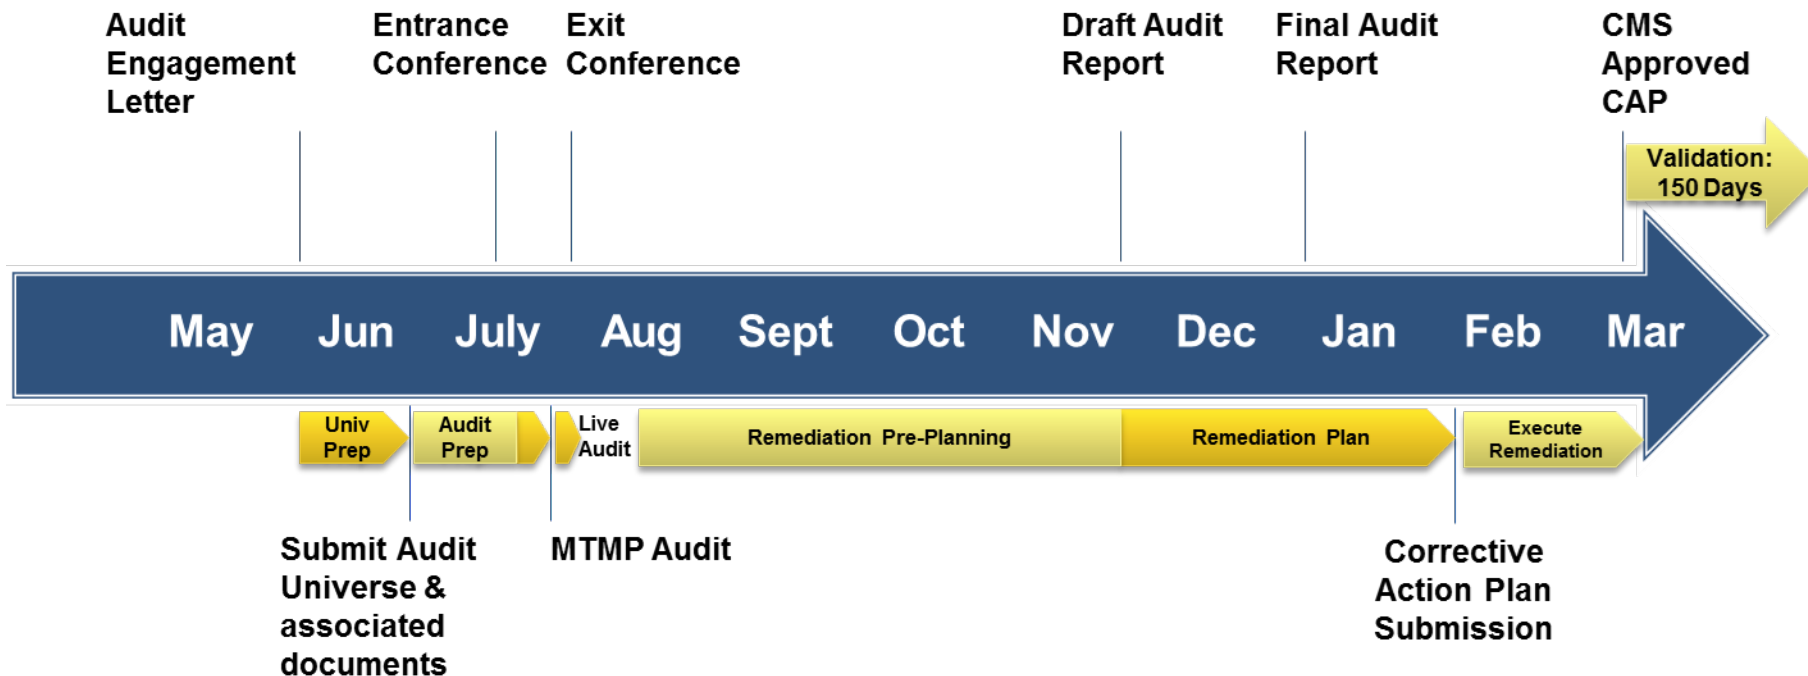 Audit
Engagement
Letter
Entrance
Conference
Exit
Conference
Draft Audit
Report
Final Audit
Report
CMS
Approved
CAP
Validation:
150 Days
May Jun July Aug Sept Oct Nov Dec Jan Feb Mar
Univ
Prep
Audit
Prep
Live
Audit
Remediation Pre-Planning
Remediation Plan
Execute
Remediation
Submit Audit
Universe &
associated
documents
MTMP Audit
Corrective
Action Plan
Submission